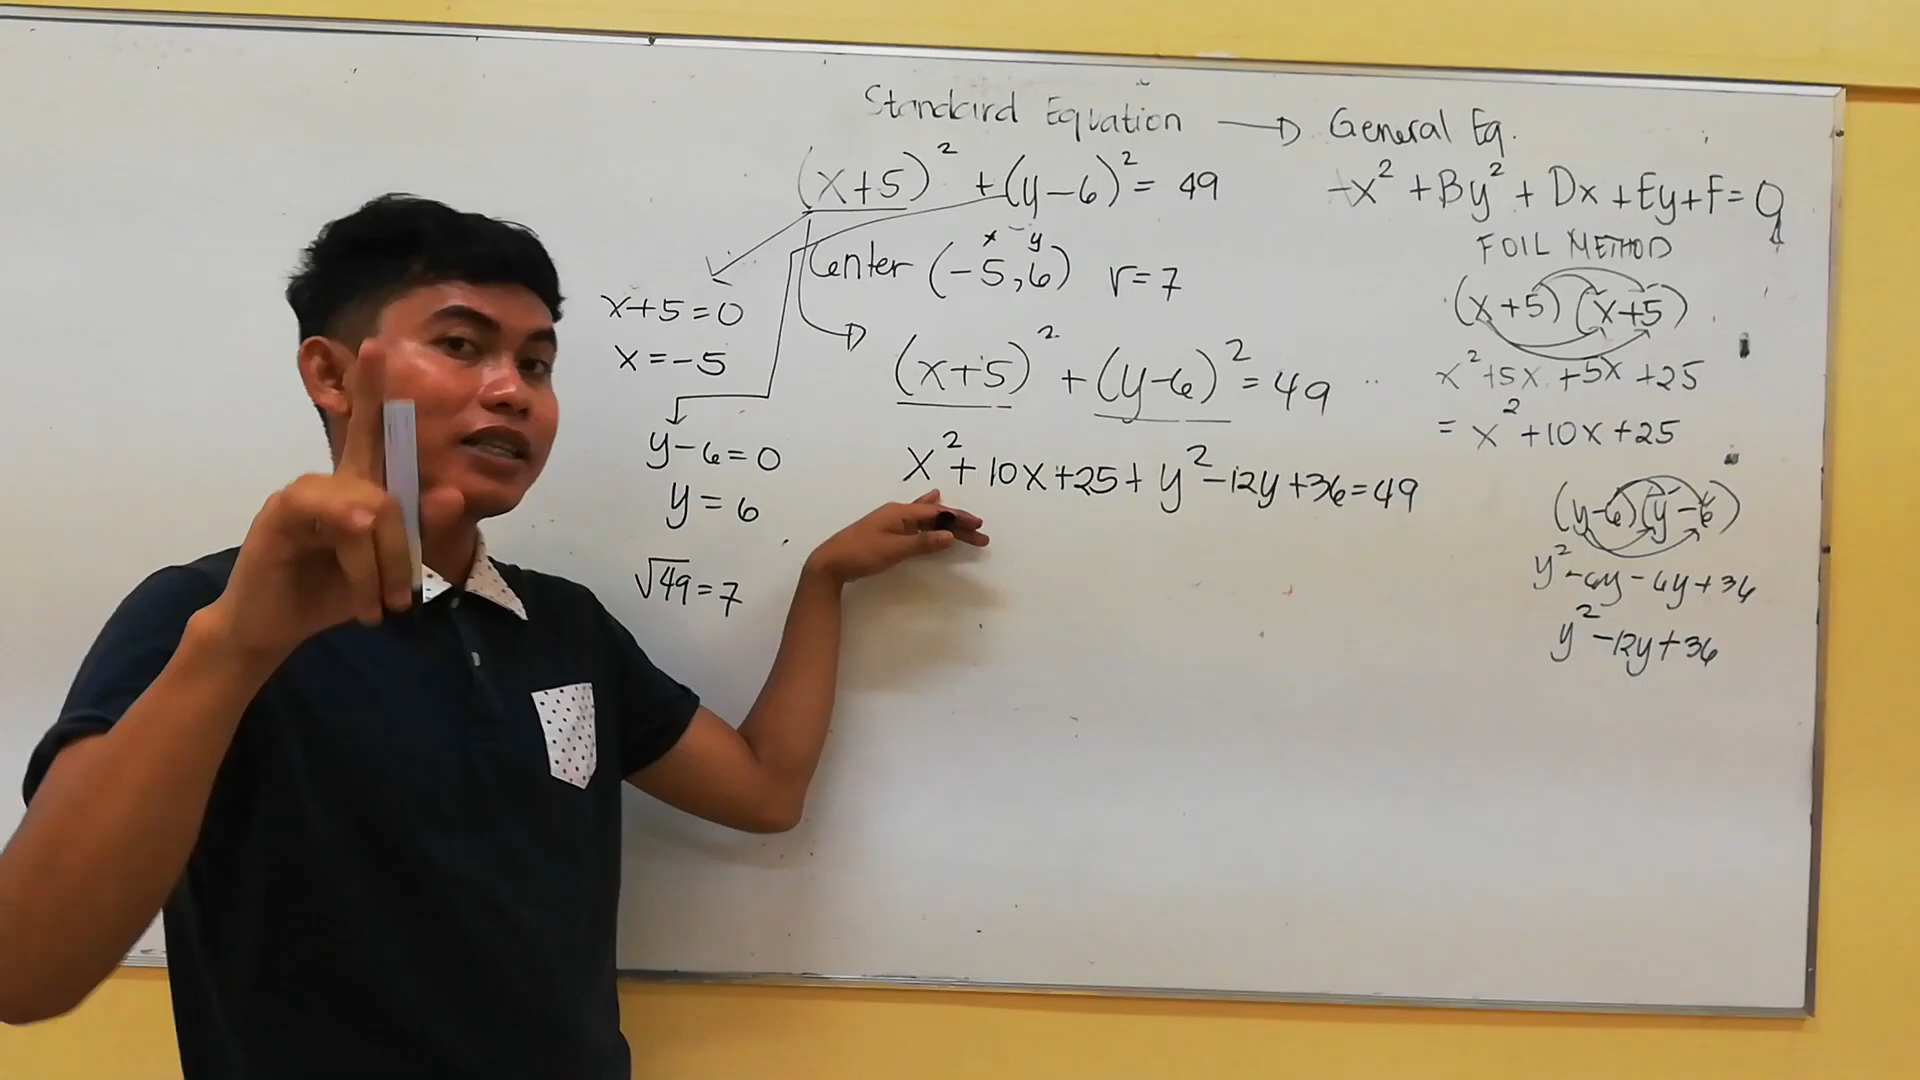 Standard Equation → General Eq.
(x+5)² + (y-6)² = 49
-x² + By² + Dx + Ey + F = 0
x y
Center (-5,6) r=7
x+5=0
x=-5
y-6=0
y=6
√49=7
(x+5)² + (y-6)² = 49
x² + 10x + 25 + y² - 12y + 36 = 49
FOIL METHOD
(x+5)(x+5)
x² + 5x + 5x + 25
= x² + 10x + 25
(y-6)(y-6)
y² - 6y - 6y + 36
y² - 12y + 36